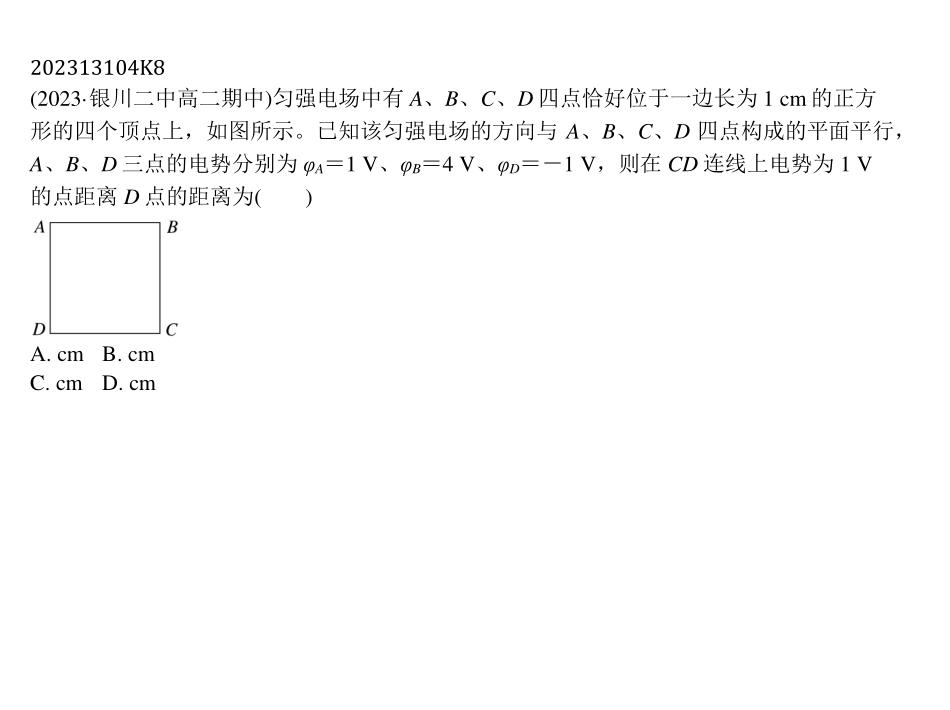 202313104K8
(2023·银川二中高二期中)匀强电场中有 A、B、C、D 四点恰好位于一边长为 1 cm 的正方
形的四个顶点上，如图所示。已知该匀强电场的方向与 A、B、C、D 四点构成的平面平行，
A、B、D 三点的电势分别为 φA＝1 V、φB＝4 V、φD＝－1 V，则在 CD 连线上电势为 1 V
的点距离 D 点的距离为(　　)
A B
D C
A. cm B. cm
C. cm D. cm